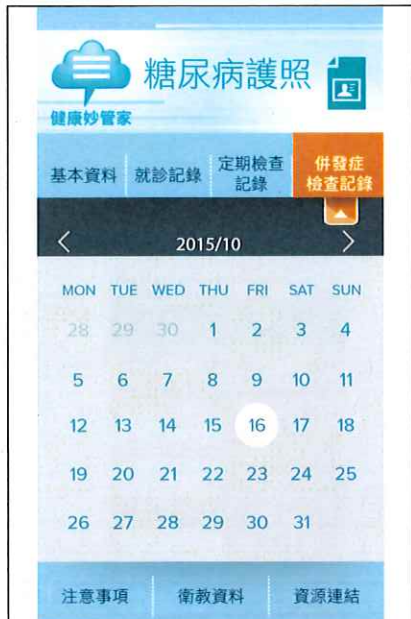 糖尿病護照
健康妙管家
基本資料 就診記錄 定期檢查記錄 併發症檢查記錄
2015/10
MON TUE WED THU FRI SAT SUN
28 29 30 1 2 3 4
5 6 7 8 9 10 11
12 13 14 15 16 17 18
19 20 21 22 23 24 25
26 27 28 29 30 31
注意事項 衛教資料 資源連結